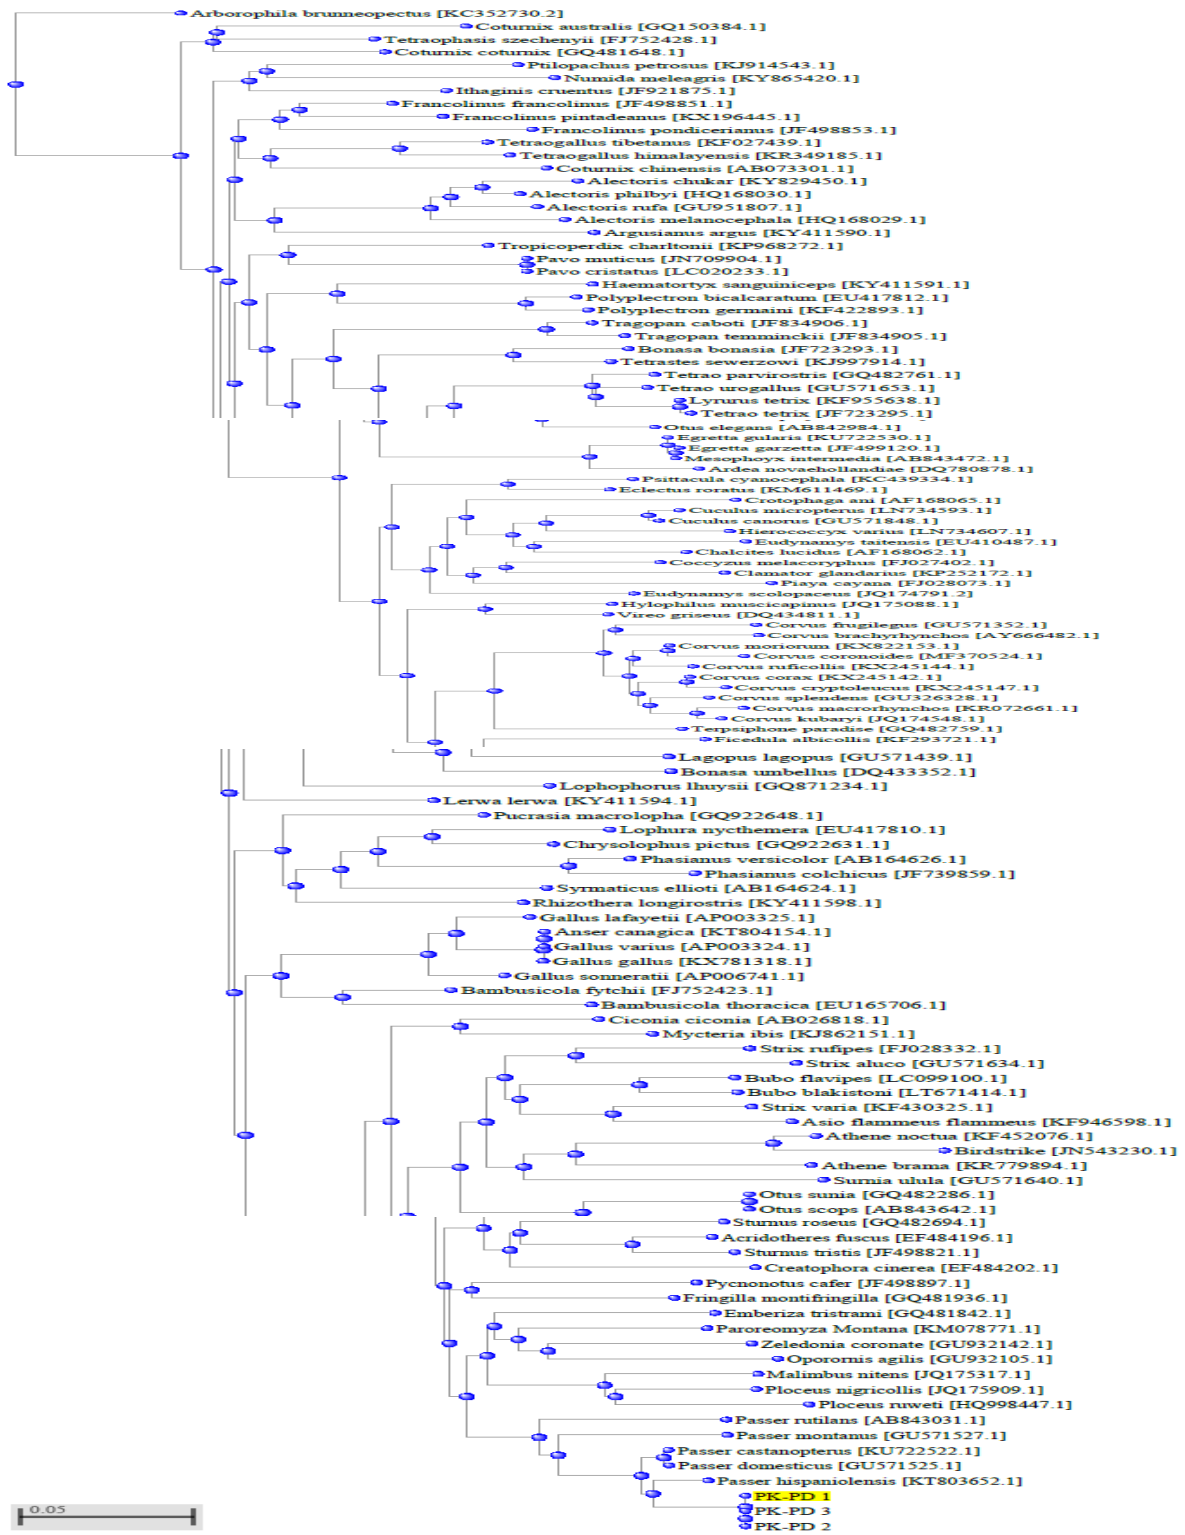 Arborophila brunneopectus [KC352730.2]
Coturnix australis [GQ150384.1]
Tetraophasis szechenyii [FJ752428.1]
Coturnix coturnix [GQ481648.1]
Ptilopachus petrosus [KJ914543.1]
Numida meleagris [KY865420.1]
Ithaginis cruentus [JF921875.1]
Francolinus francolinus [JF498851.1]
Francolinus pintadeanus [KX196445.1]
Francolinus pondicerianus [JF498853.1]
Tetraogallus tibetanus [KF027439.1]
Tetraogallus himalayensis [KR349185.1]
Coturnix chinensis [AB073301.1]
Alectoris chukar [KY829450.1]
Alectoris philbyi [HQ168030.1]
Alectoris rufa [GU951807.1]
Alectoris melanocephala [HQ168029.1]
Argusianus argus [KY411590.1]
Tropicoperdix charltonii [KP968272.1]
Pavo muticus [JN709904.1]
Pavo cristatus [LC020233.1]
Haematortyx sanguiniceps [KY411591.1]
Polyplectron bicalcaratum [EU417812.1]
Polyplectron germaini [KF422893.1]
Tragopan caboti [JF834906.1]
Tragopan temminckii [JF834905.1]
Bonasa bonasia [JF723293.1]
Tetrastes sewerzowi [KJ997914.1]
Tetrao parvirostris [GQ482761.1]
Tetrao urogallus [GU571653.1]
Lyrurus tetrix [KF955638.1]
Tetrao tetrix [JF723295.1]
Otus elegans [AB842984.1]
Egretta gularis [KU722530.1]
Egretta garzetta [JF499120.1]
Mesophoyx intermedia [AB843472.1]
Ardea novaehollandiae [DQ780878.1]
Psittacula cyanocephala [KC439334.1]
Eclectus roratus [KM611469.1]
Crotophaga ani [AF168065.1]
Cuculus micropterus [LN734593.1]
Cuculus canorus [GU571848.1]
Hierococcyx varius [LN734607.1]
Eudynamys taitensis [EU410487.1]
Chalcites lucidus [AF168062.1]
Coccyzus melacoryphus [FJ027402.1]
Clamator glandarius [KP252172.1]
Piaya cayana [FJ028073.1]
Eudynamys scolopaceus [JQ174791.2]
Hylophilus muscicapinus [JQ175088.1]
Vireo griseus [DQ434811.1]
Corvus frugilegus [GU571352.1]
Corvus brachyrhynchos [AY666482.1]
Corvus moriorum [KX822153.1]
Corvus coronoides [MF370524.1]
Corvus ruficollis [KX245144.1]
Corvus corax [KX245142.1]
Corvus cryptoleucus [KX245147.1]
Corvus splendens [GU326328.1]
Corvus macrorhynchos [KR072661.1]
Corvus kubaryi [JQ174548.1]
Terpsiphone paradise [GQ482759.1]
Ficedula albicollis [KF293721.1]
Lagopus lagopus [GU571439.1]
Bonasa umbellus [DQ433352.1]
Lophophorus lhuysii [GQ871234.1]
Lerwa lerwa [KY411594.1]
Pucrasia macrolopha [GQ922648.1]
Lophura nycthemera [EU417810.1]
Chrysolophus pictus [GQ922631.1]
Phasianus versicolor [AB164626.1]
Phasianus colchicus [JF739859.1]
Syrmaticus ellioti [AB164624.1]
Rhizothera longirostris [KY411598.1]
Gallus lafayetii [AP003325.1]
Anser canagica [KT804154.1]
Gallus varius [AP003324.1]
Gallus gallus [KX781318.1]
Gallus sonneratii [AP006741.1]
Bambusicola fytchii [FJ752423.1]
Bambusicola thoracica [EU165706.1]
Ciconia ciconia [AB026818.1]
Mycteria ibis [KJ862151.1]
Strix rufipes [FJ028332.1]
Strix aluco [GU571634.1]
Bubo flavipes [LC099100.1]
Bubo blakistoni [LT671414.1]
Strix varia [KF430325.1]
Asio flammeus flammeus [KF946598.1]
Athene noctua [KF452076.1]
Birdstrike [JN543230.1]
Athene brama [KR779894.1]
Surnia ulula [GU571640.1]
Otus sunia [GQ482286.1]
Otus scops [AB843642.1]
Sturnus roseus [GQ482694.1]
Acridotheres fuscus [EF484196.1]
Sturnus tristis [JF498821.1]
Creatophora cinerea [EF484202.1]
Pycnonotus cafer [JF498897.1]
Fringilla montifringilla [GQ481936.1]
Emberiza tristrami [GQ481842.1]
Paroreomyza Montana [KM078771.1]
Zeledonia coronate [GU932142.1]
Oporornis agilis [GU932105.1]
Malimbus nitens [JQ175317.1]
Ploceus nigricollis [JQ175909.1]
Ploceus ruweti [HQ998447.1]
Passer rutilans [AB843031.1]
Passer montanus [GU571527.1]
Passer castanopterus [KU722522.1]
Passer domesticus [GU571525.1]
Passer hispaniolensis [KT803652.1]
PK-PD 1
PK-PD 3
PK-PD 2
0.05